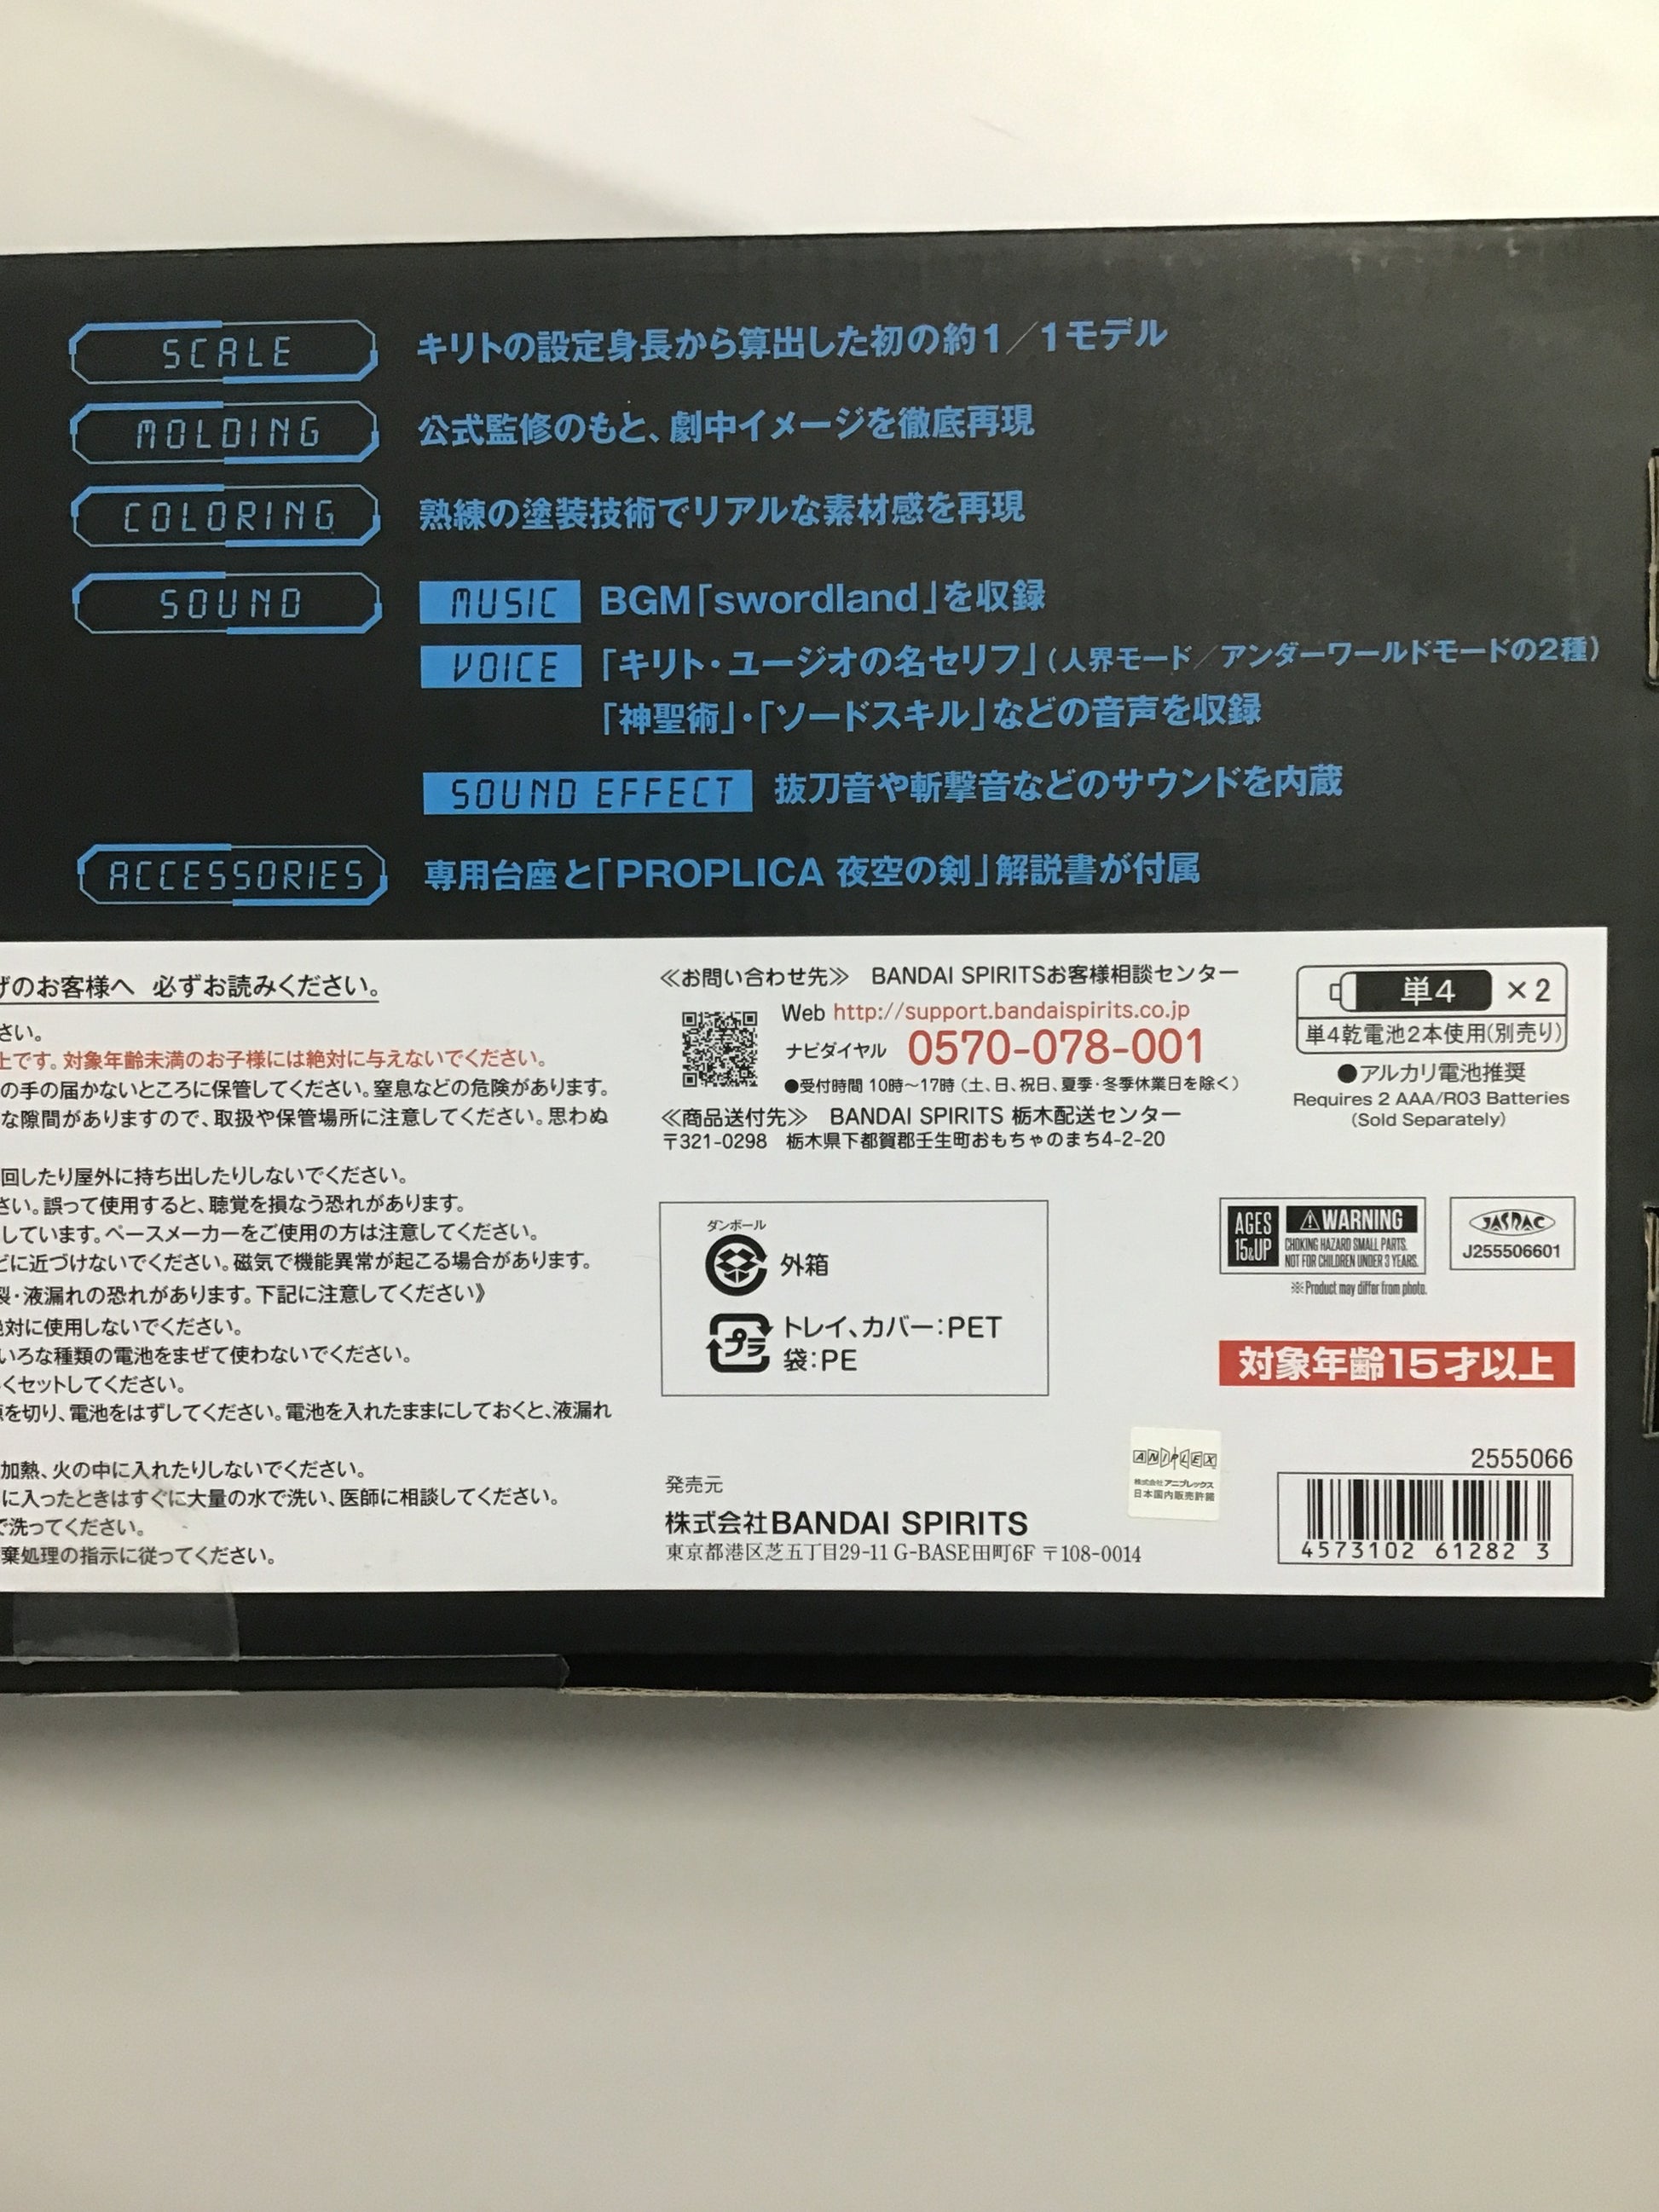 SCALE キリトの設定身長から算出した初の約1/1モデル
MOLDING 公式監修のもと、劇中イメージを徹底再現
COLORING 熟練の塗装技術でリアルな素材感を再現
SOUND MUSIC BGM「swordland」を収録
VOICE 「キリト・ユージオの名セリフ」(人界モード/アンダーワールドモードの2種)
「神聖術」・「ソードスキル」などの音声を収録
SOUND EFFECT 抜刀音や斬撃音などのサウンドを内蔵
ACCESSORIES 専用台座と「PROPLICA 夜空の剣」解説書が付属
げのお客様へ 必ずお読みください。
さい。
上です。対象年齢未満のお子様には絶対に与えないでください。
の手の届かないところに保管してください。窒息などの危険があります。
な隙間がありますので、取扱や保管場所に注意してください。思わぬ
回したり屋外に持ち出したりしないでください。
さい。誤って使用すると、聴覚を損なう恐れがあります。
しています。ペースメーカーをご使用の方は注意してください。
どに近づけないでください。磁気で機能異常が起こる場合があります。
裂・液漏れの恐れがあります。下記に注意してください》
絶対に使用しないでください。
いろな種類の電池をまぜて使わないでください。
くセットしてください。
を切り、電池をはずしてください。電池を入れたままにしておくと、液漏れ
加熱、火の中に入れたりしないでください。
に入ったときはすぐに大量の水で洗い、医師に相談してください。
で洗ってください。
棄処理の指示に従ってください。
≪お問い合わせ先≫ BANDAI SPIRITSお客様相談センター
Web http://support.bandaispirits.co.jp
ナビダイヤル 0570-078-001
●受付時間 10時～17時(土、日、祝日、夏季・冬季休業日を除く)
≪商品送付先≫ BANDAI SPIRITS 栃木配送センター
〒321-0298 栃木県下都賀郡壬生町おもちゃのまち4-2-20
単4 ×2
単4乾電池2本使用(別売り)
●アルカリ電池推奨
Requires 2 AAA/R03 Batteries
(Sold Separately)
ダンボール
外箱
プラ
トレイ、カバー:PET
袋:PE
AGES
15&UP
WARNING
CHOKING HAZARD SMALL PARTS.
NOT FOR CHILDREN UNDER 3 YEARS.
※Product may differ from photo.
JASRAC
J255506601
対象年齢15才以上
ANIPLEX
株式会社アニプレックス
日本国内販売許諾
発売元
株式会社BANDAI SPIRITS
東京都港区芝五丁目29-11 G-BASE田町6F 〒108-0014
2555066
4573102 61282 3